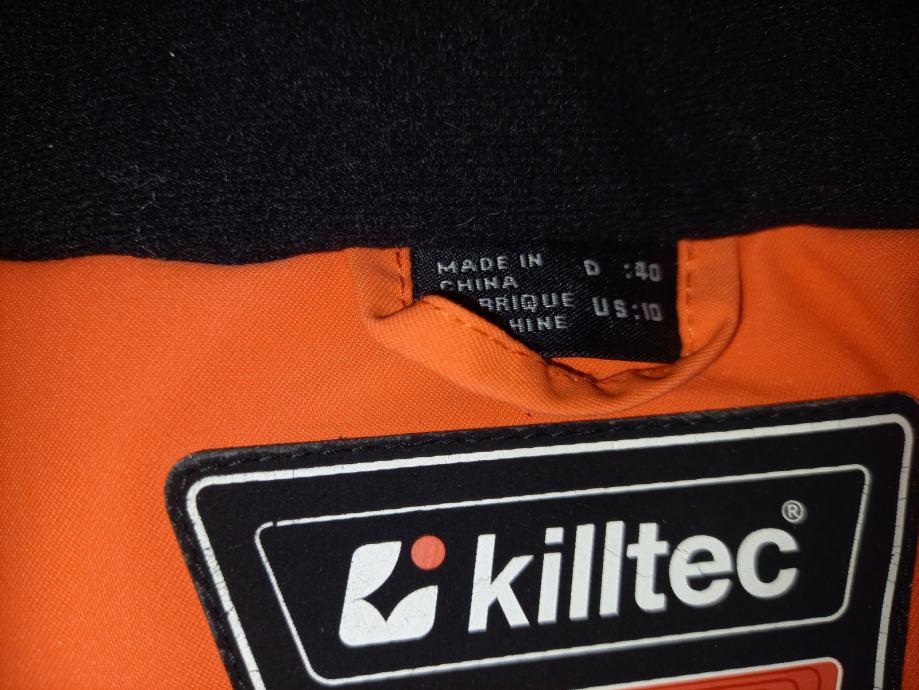 MADE IN
CHINA
BRIQUE
HINE
D :40
US:10
killtec®